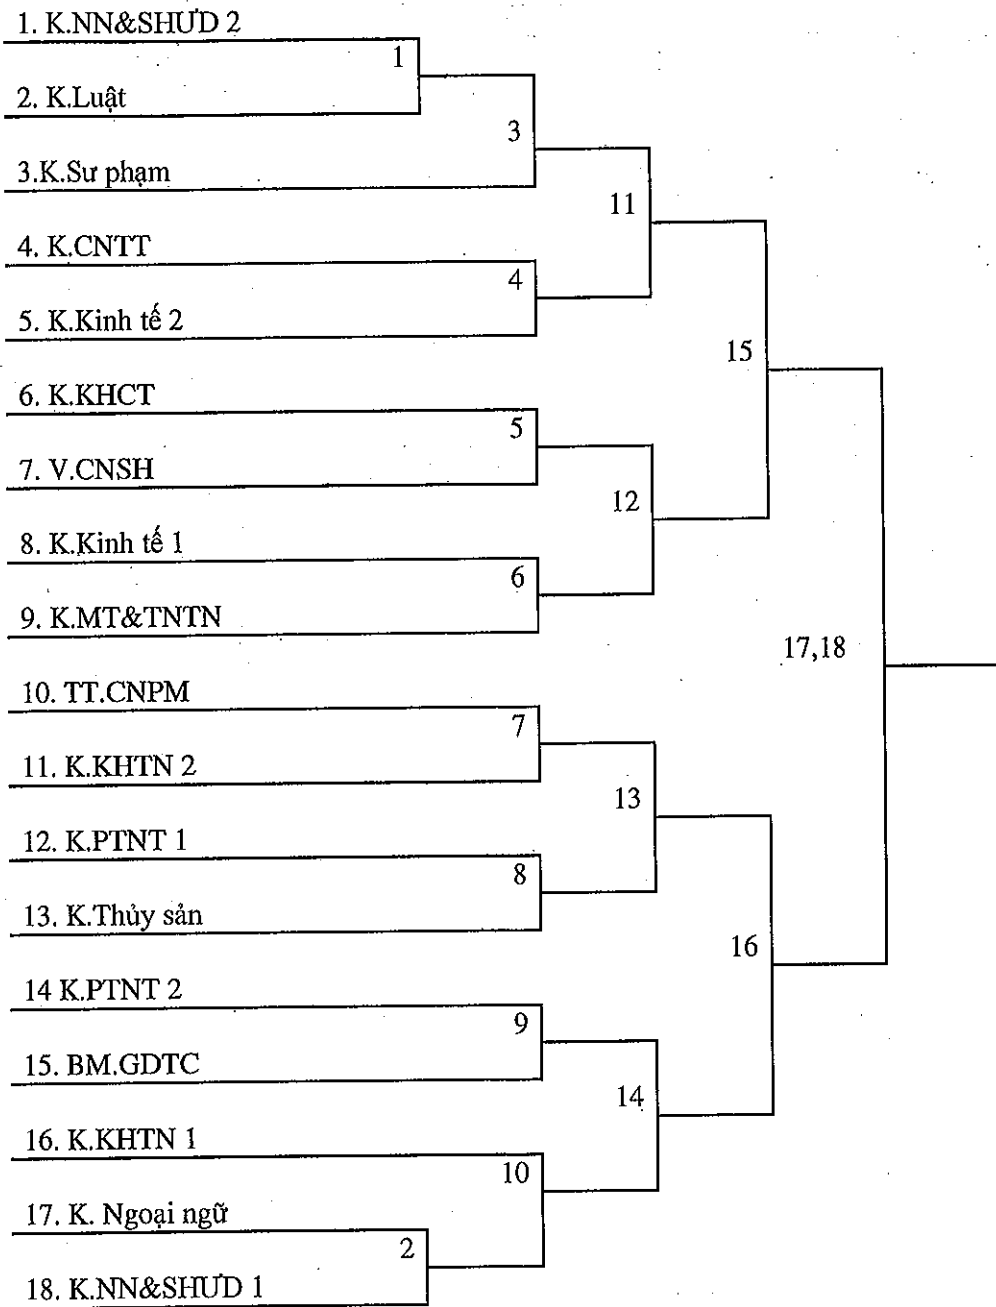 1. K.NN&SHƯD 2
1
2. K.Luật
3
3.K.Sư phạm
11
4. K.CNTT
4
5. K.Kinh tế 2
15
6. K.KHCT
5
7. V.CNSH
12
8. K.Kinh tế 1
6
9. K.MT&TNTN
17,18
10. TT.CNPM
7
11. K.KHTN 2
13
12. K.PTNT 1
8
13. K.Thủy sản
16
14 K.PTNT 2
9
15. BM.GDTC
14
16. K.KHTN 1
10
17. K. Ngoại ngữ
2
18. K.NN&SHƯD 1